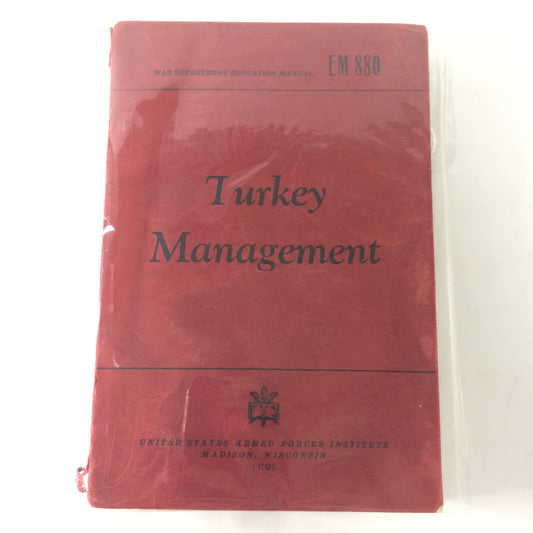 WAR DEPARTMENT EDUCATION MANUAL EM 880
Turkey
Management
UNITED STATES ARMED FORCES INSTITUTE
MADISON, WISCONSIN
(CQ)